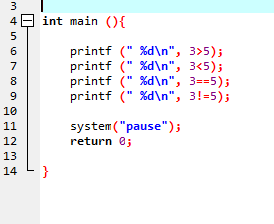 3
4 int main (){
5
6 printf (" %d\n", 3>5);
7 printf (" %d\n", 3<5);
8 printf (" %d\n", 3==5);
9 printf (" %d\n", 3!=5);
10
11 system("pause");
12 return 0;
13
14 }